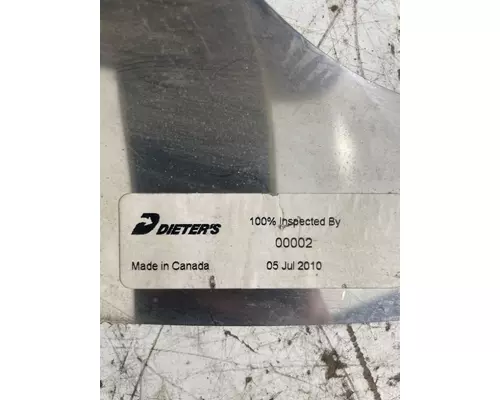 DIETER'S
100% Inspected By
00002
Made in Canada
05 Jul 2010